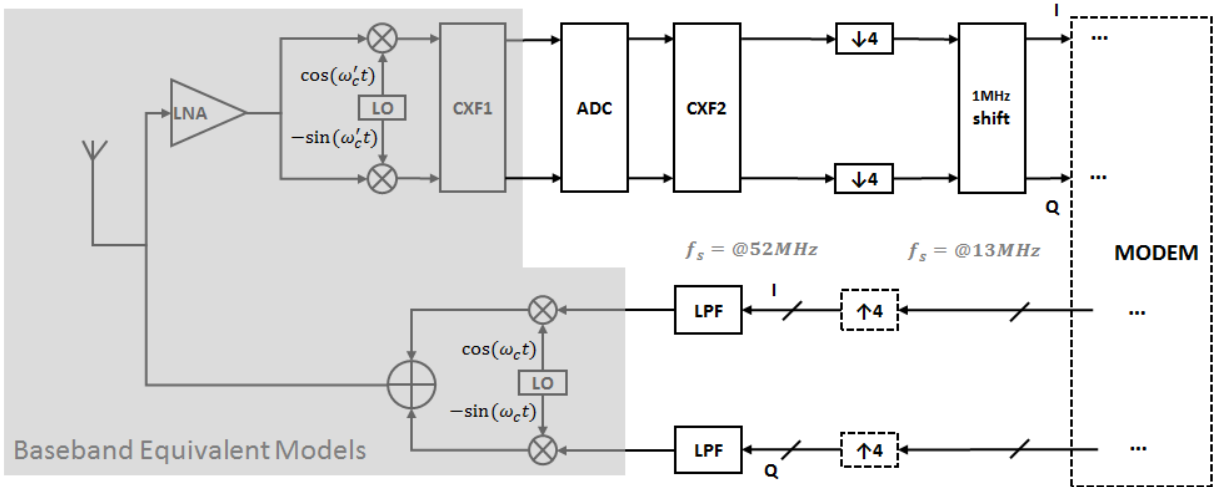 I
↓4
cos(ω′ct)
LNA
LO
CXF1
ADC
CXF2
1MHz
shift
...
−sin(ω′ct)
↓4
...
Q
fs = @52MHz
fs = @13MHz
MODEM
I
LPF
↑4
...
cos(ωct)
LO
−sin(ωct)
Baseband Equivalent Models
LPF
Q
↑4
...